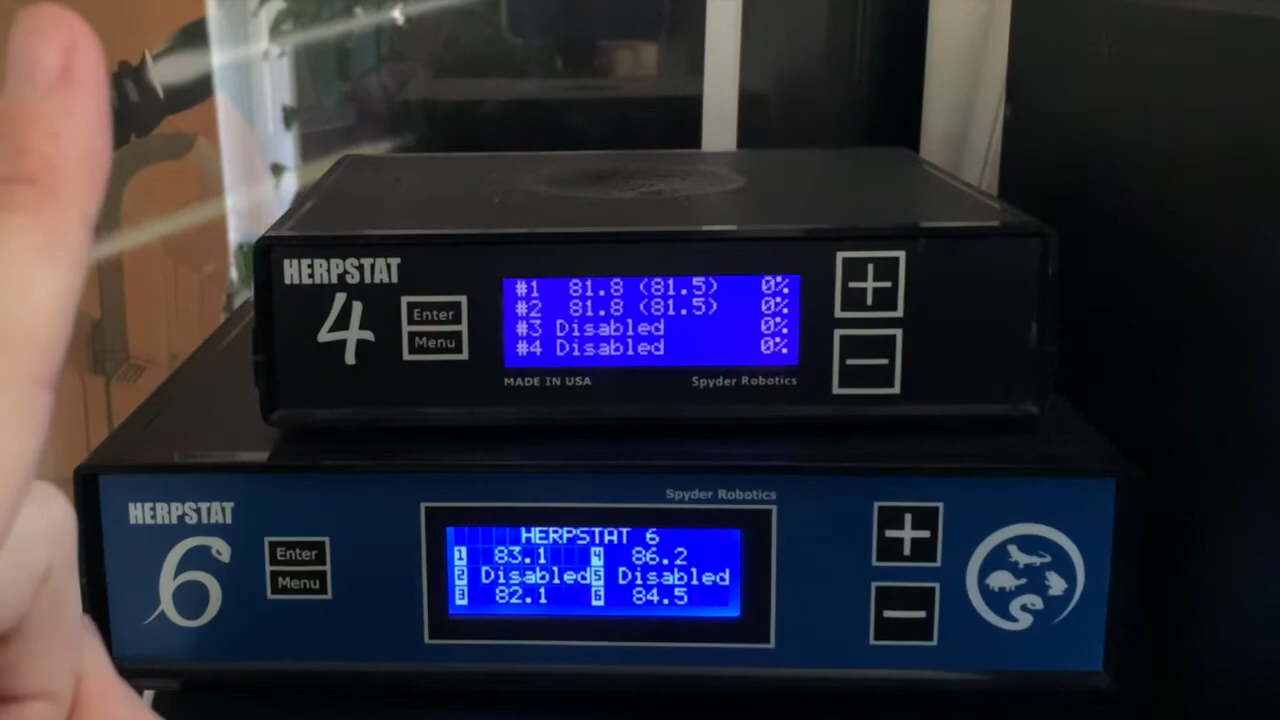 HERPSTAT
4
Enter
Menu
#1 81.8 (81.5) 0%
#2 81.8 (81.5) 0%
#3 Disabled 0%
#4 Disabled 0%
MADE IN USA Spyder Robotics
+
−
Spyder Robotics
HERPSTAT
6
Enter
Menu
HERPSTAT 6
1 83.1 4 86.2
2 Disabled 5 Disabled
3 82.1 6 84.5
+
−